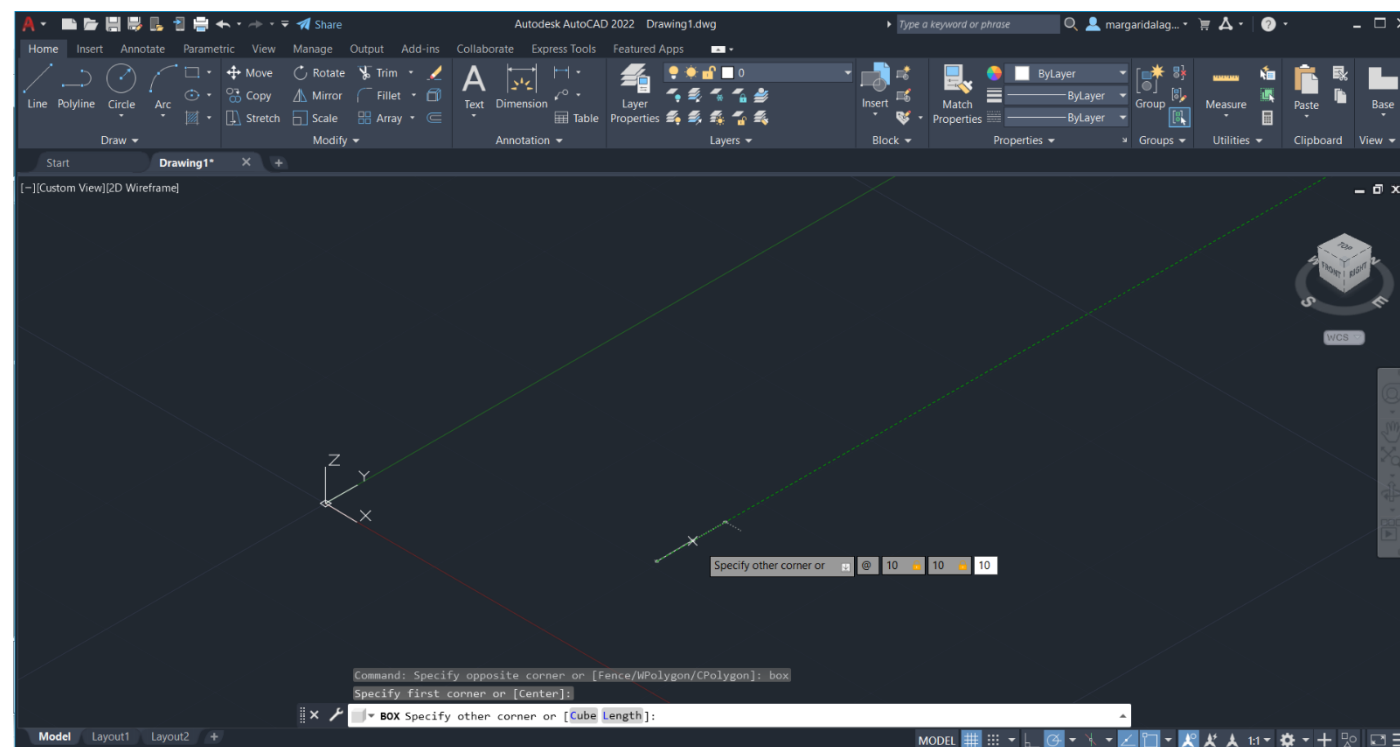 A Share Autodesk AutoCAD 2022 Drawing1.dwg Type a keyword or phrase margaridalag...
Home Insert Annotate Parametric View Manage Output Add-ins Collaborate Express Tools Featured Apps
Move Rotate Trim 0 ByLayer
Line Polyline Circle Arc Copy Mirror Fillet Text Dimension Layer Properties Insert Match Properties ByLayer Group Measure Paste Base
Stretch Scale Array Table ByLayer
Draw Modify Annotation Layers Block Properties Groups Utilities Clipboard View
Start Drawing1* +
[−][Custom View][2D Wireframe]
TOP
FRONT RIGHT
W N
S E
WCS
Z
Y
X
Specify other corner or @ 10 10 10
Command: Specify opposite corner or [Fence/WPolygon/CPolygon]: box
Specify first corner or [Center]:
BOX Specify other corner or [Cube Length]:
Model Layout1 Layout2 + MODEL 1:1